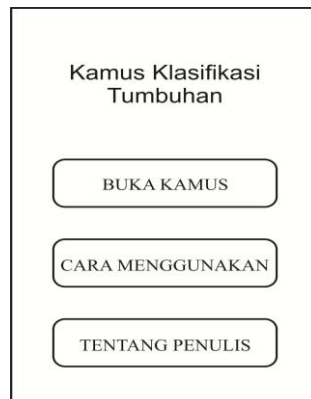 Kamus Klasifikasi
Tumbuhan
BUKA KAMUS
CARA MENGGUNAKAN
TENTANG PENULIS